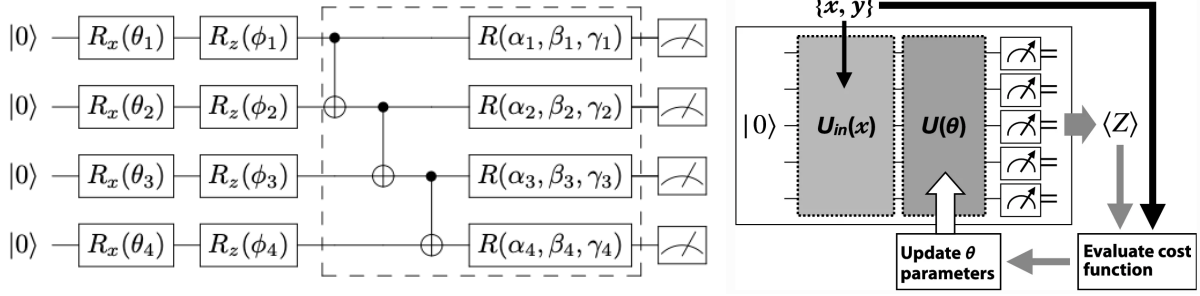 |0⟩ Rx(θ1) Rz(ϕ1) R(α1, β1, γ1)
|0⟩ Rx(θ2) Rz(ϕ2) R(α2, β2, γ2)
|0⟩ Rx(θ3) Rz(ϕ3) R(α3, β3, γ3)
|0⟩ Rx(θ4) Rz(ϕ4) R(α4, β4, γ4)
{x, y}
|0⟩ Uin(x) U(θ) ⟨Z⟩
Update θ
parameters
Evaluate cost
function